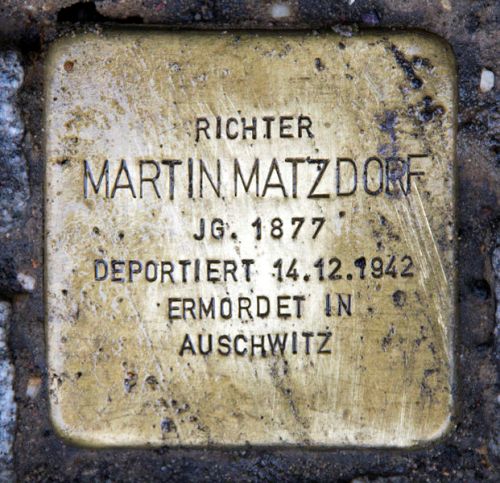 RICHTER
MARTIN MATZDORF
JG. 1877
DEPORTIERT 14.12.1942
ERMORDET IN
AUSCHWITZ